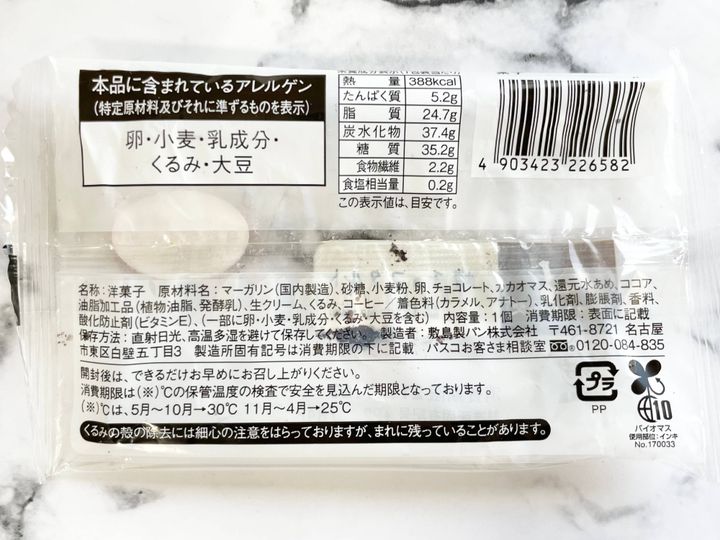 本品に含まれているアレルゲン
(特定原材料及びそれに準ずるものを表示)
卵・小麦・乳成分・
くるみ・大豆
熱量 388kcal
たんぱく質 5.2g
脂質 24.7g
炭水化物 37.4g
糖質 35.2g
食物繊維 2.2g
食塩相当量 0.2g
この表示値は、目安です。
4 903423 226582
名称:洋菓子 原材料名:マーガリン(国内製造)、砂糖、小麦粉、卵、チョコレート、カカオマス、還元水あめ、ココア、
油脂加工品(植物油脂、発酵乳)、生クリーム、くるみ、コーヒー/着色料(カラメル、アナトー)、乳化剤、膨脹剤、香料、
酸化防止剤(ビタミンE)、(一部に卵・小麦・乳成分・くるみ・大豆を含む) 内容量:1個 消費期限:表面に記載
保存方法:直射日光、高温多湿を避けて保存してください。 製造者:敷島製パン株会社 〒461-8721 名古屋
市東区白壁五丁目3 製造所固有記号は消費期限の下に記載 パスコお客さま相談室 0120-084-835
開封後は、できるだけお早めにお召し上がりください。
消費期限は(※)℃の保管温度の検査で安全を見込んだ期限となっております。
(※)℃は、5月〜10月→30℃ 11月〜4月→25℃
くるみの殻の除去には細心の注意をはらっておりますが、まれに残っていることがあります。
プラ
PP
10
バイオマス
使用部位:インキ
No.170033